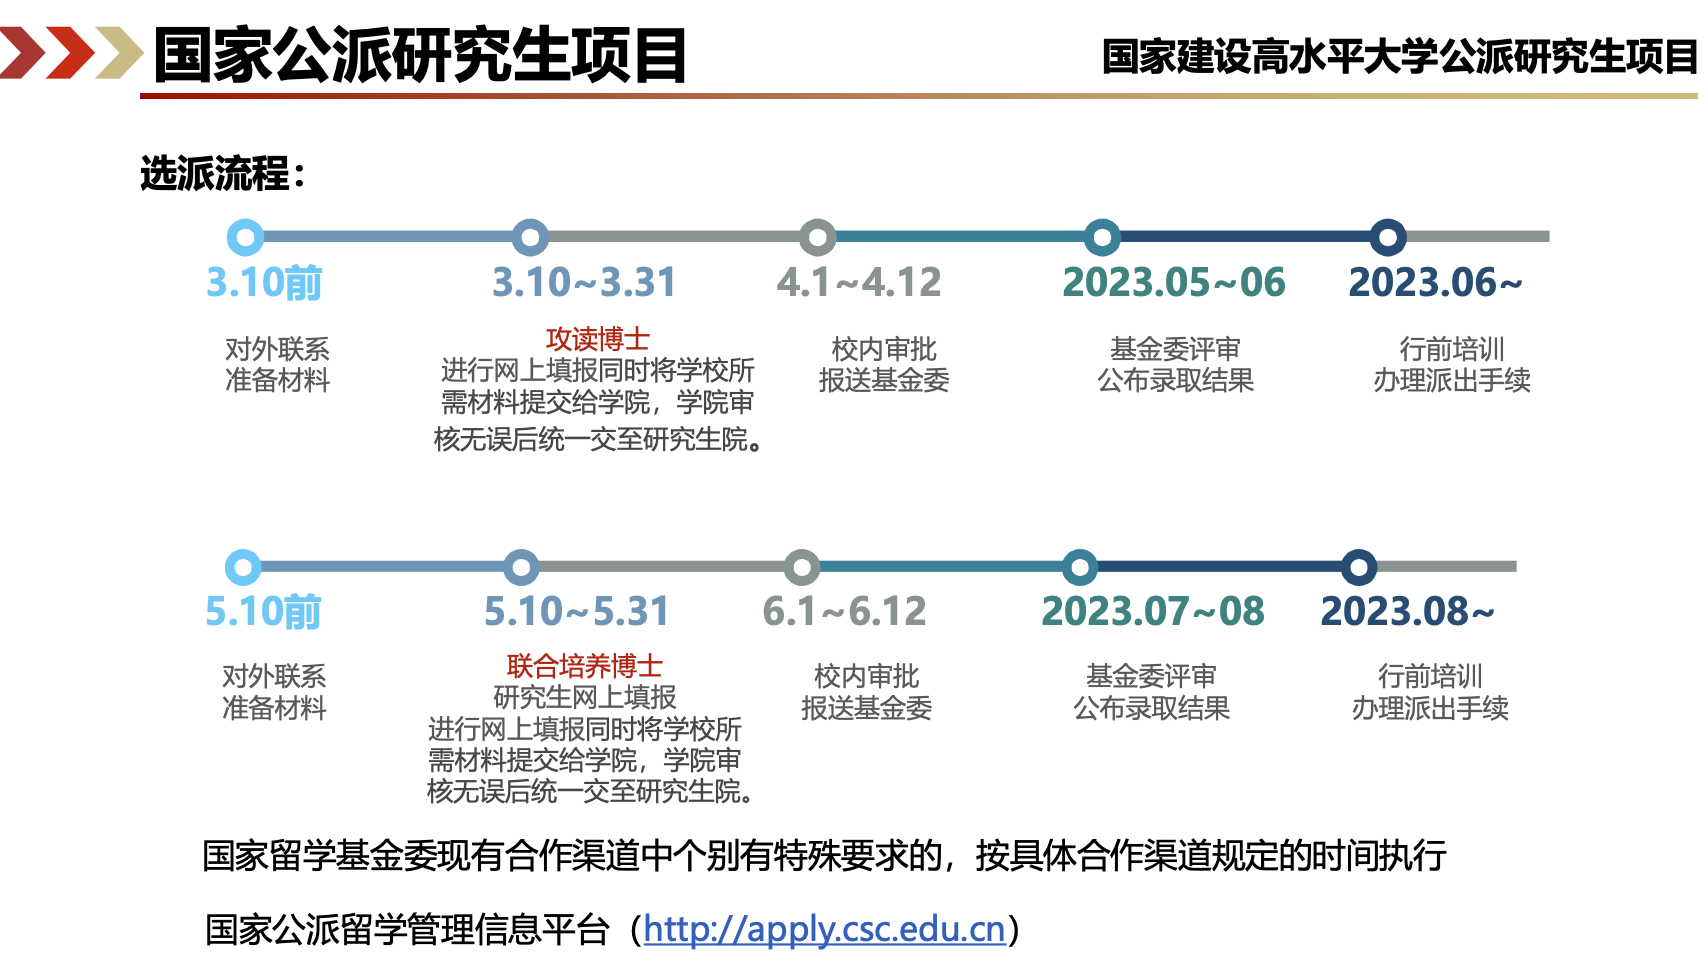 国家公派研究生项目
国家建设高水平大学公派研究生项目
选派流程：
3.10前
对外联系
准备材料
3.10~3.31
攻读博士
进行网上填报同时将学校所
需材料提交给学院，学院审
核无误后统一交至研究生院。
4.1~4.12
校内审批
报送基金委
2023.05~06
基金委评审
公布录取结果
2023.06~
行前培训
办理派出手续
5.10前
对外联系
准备材料
5.10~5.31
联合培养博士
研究生网上填报
进行网上填报同时将学校所
需材料提交给学院，学院审
核无误后统一交至研究生院。
6.1~6.12
校内审批
报送基金委
2023.07~08
基金委评审
公布录取结果
2023.08~
行前培训
办理派出手续
国家留学基金委现有合作渠道中个别有特殊要求的，按具体合作渠道规定的时间执行
国家公派留学管理信息平台（http://apply.csc.edu.cn）